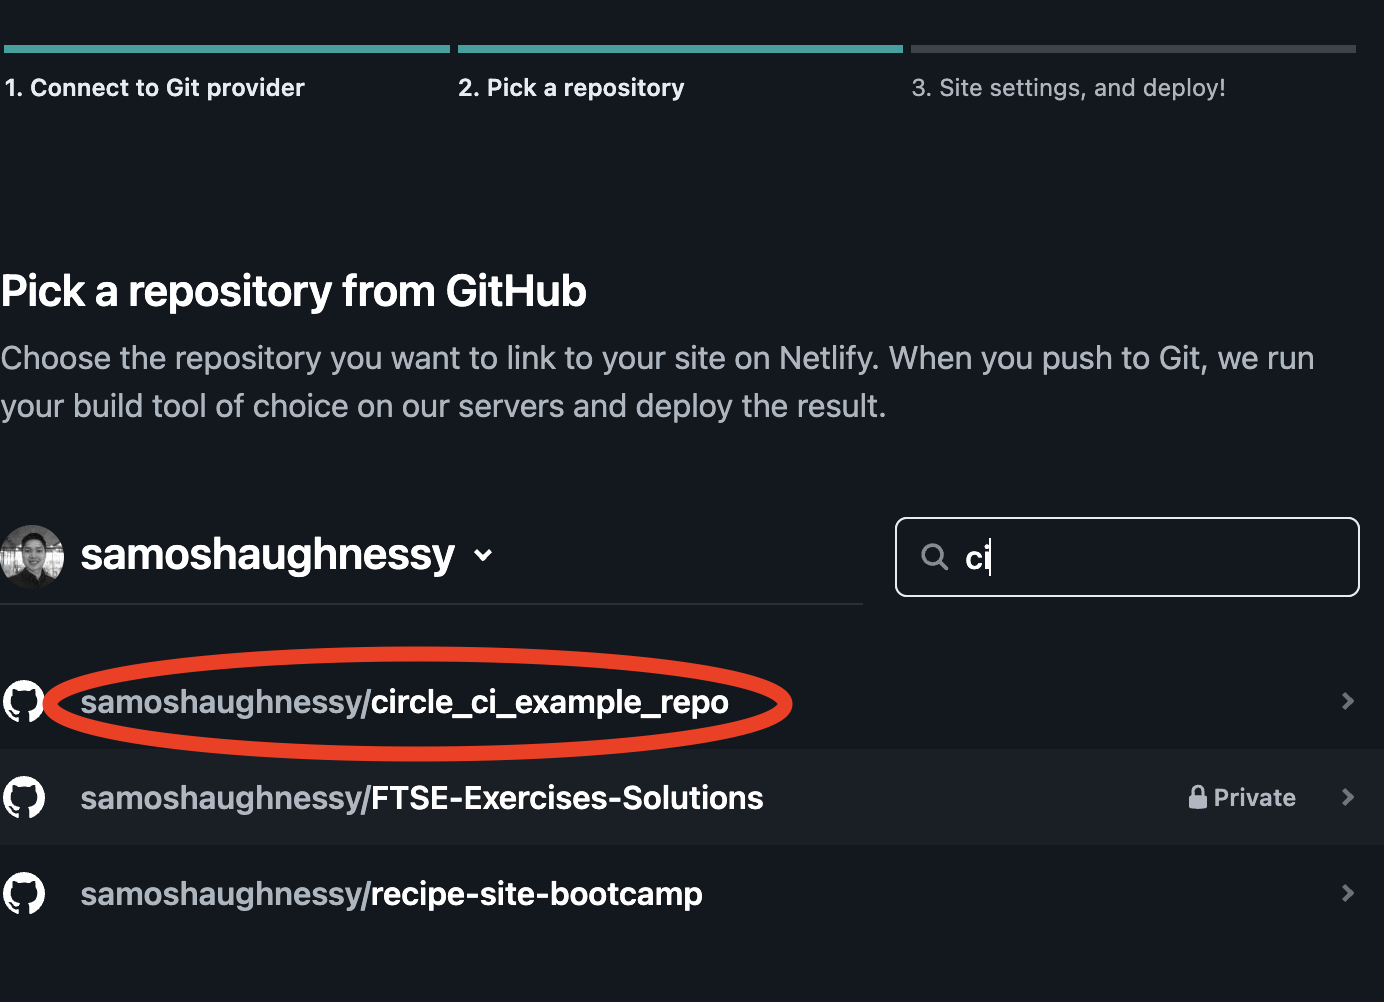 1. Connect to Git provider
2. Pick a repository
3. Site settings, and deploy!
Pick a repository from GitHub
Choose the repository you want to link to your site on Netlify. When you push to Git, we run
your build tool of choice on our servers and deploy the result.
samoshaughnessy
ci
samoshaughnessy/circle_ci_example_repo
samoshaughnessy/FTSE-Exercises-Solutions
Private
samoshaughnessy/recipe-site-bootcamp